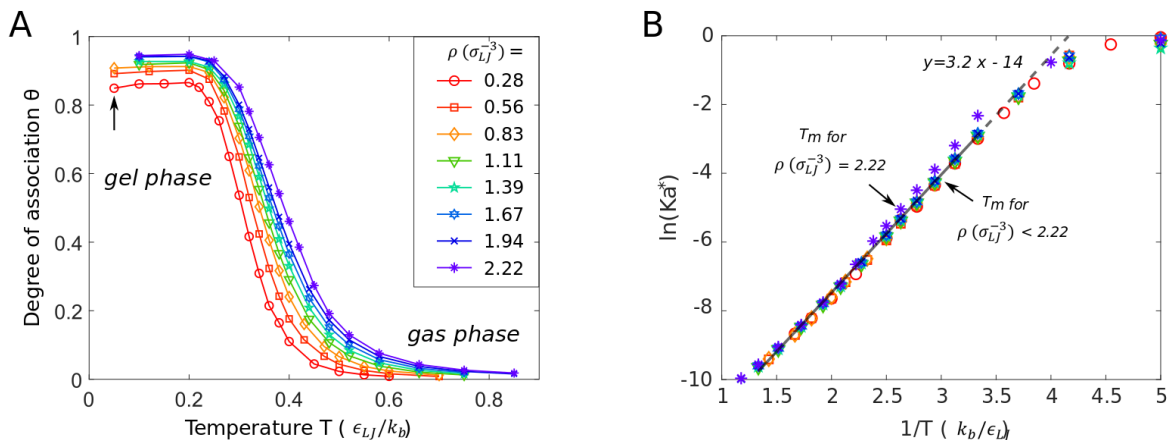 A
Degree of association θ
1
0.8
0.6
0.4
0.2
0
0
0.2
0.4
0.6
0.8
Temperature T ( ϵ_LJ/k_b)
gel phase
gas phase
ρ (σ_LJ^-3) =
0.28
0.56
0.83
1.11
1.39
1.67
1.94
2.22
B
ln(Ka*)
0
-2
-4
-6
-8
-10
1
1.5
2
2.5
3
3.5
4
4.5
5
1/T ( k_b/ϵ_LJ)
y=3.2 x - 14
T_m for
ρ (σ_LJ^-3) = 2.22
T_m for
ρ (σ_LJ^-3) < 2.22